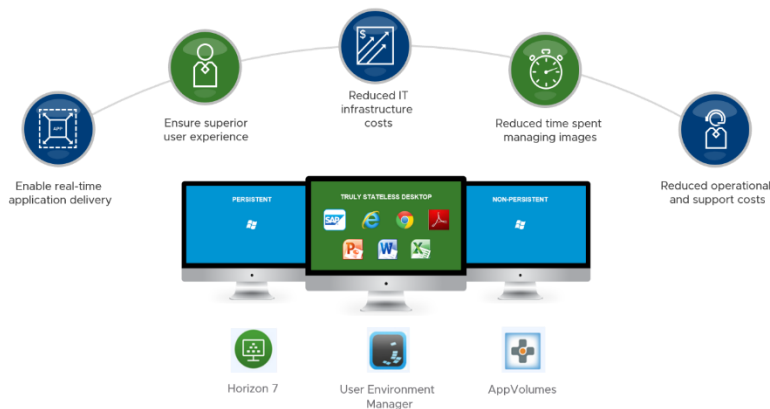 Reduced IT
infrastructure
costs
Ensure superior
user experience
Reduced time spent
managing images
APP
Enable real-time
application delivery
Reduced operational
and support costs
PERSISTENT
TRULY STATELESS DESKTOP
NON-PERSISTENT
SAP
Horizon 7
User Environment
Manager
AppVolumes